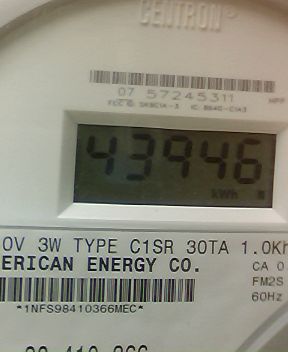 CENTRON®
07 57245311
43946
kWh
OV 3W TYPE C1SR 30TA 1.0Kh
ERICAN ENERGY CO.
CA 0
FM2S
60Hz
*1NFS98410366MEC*